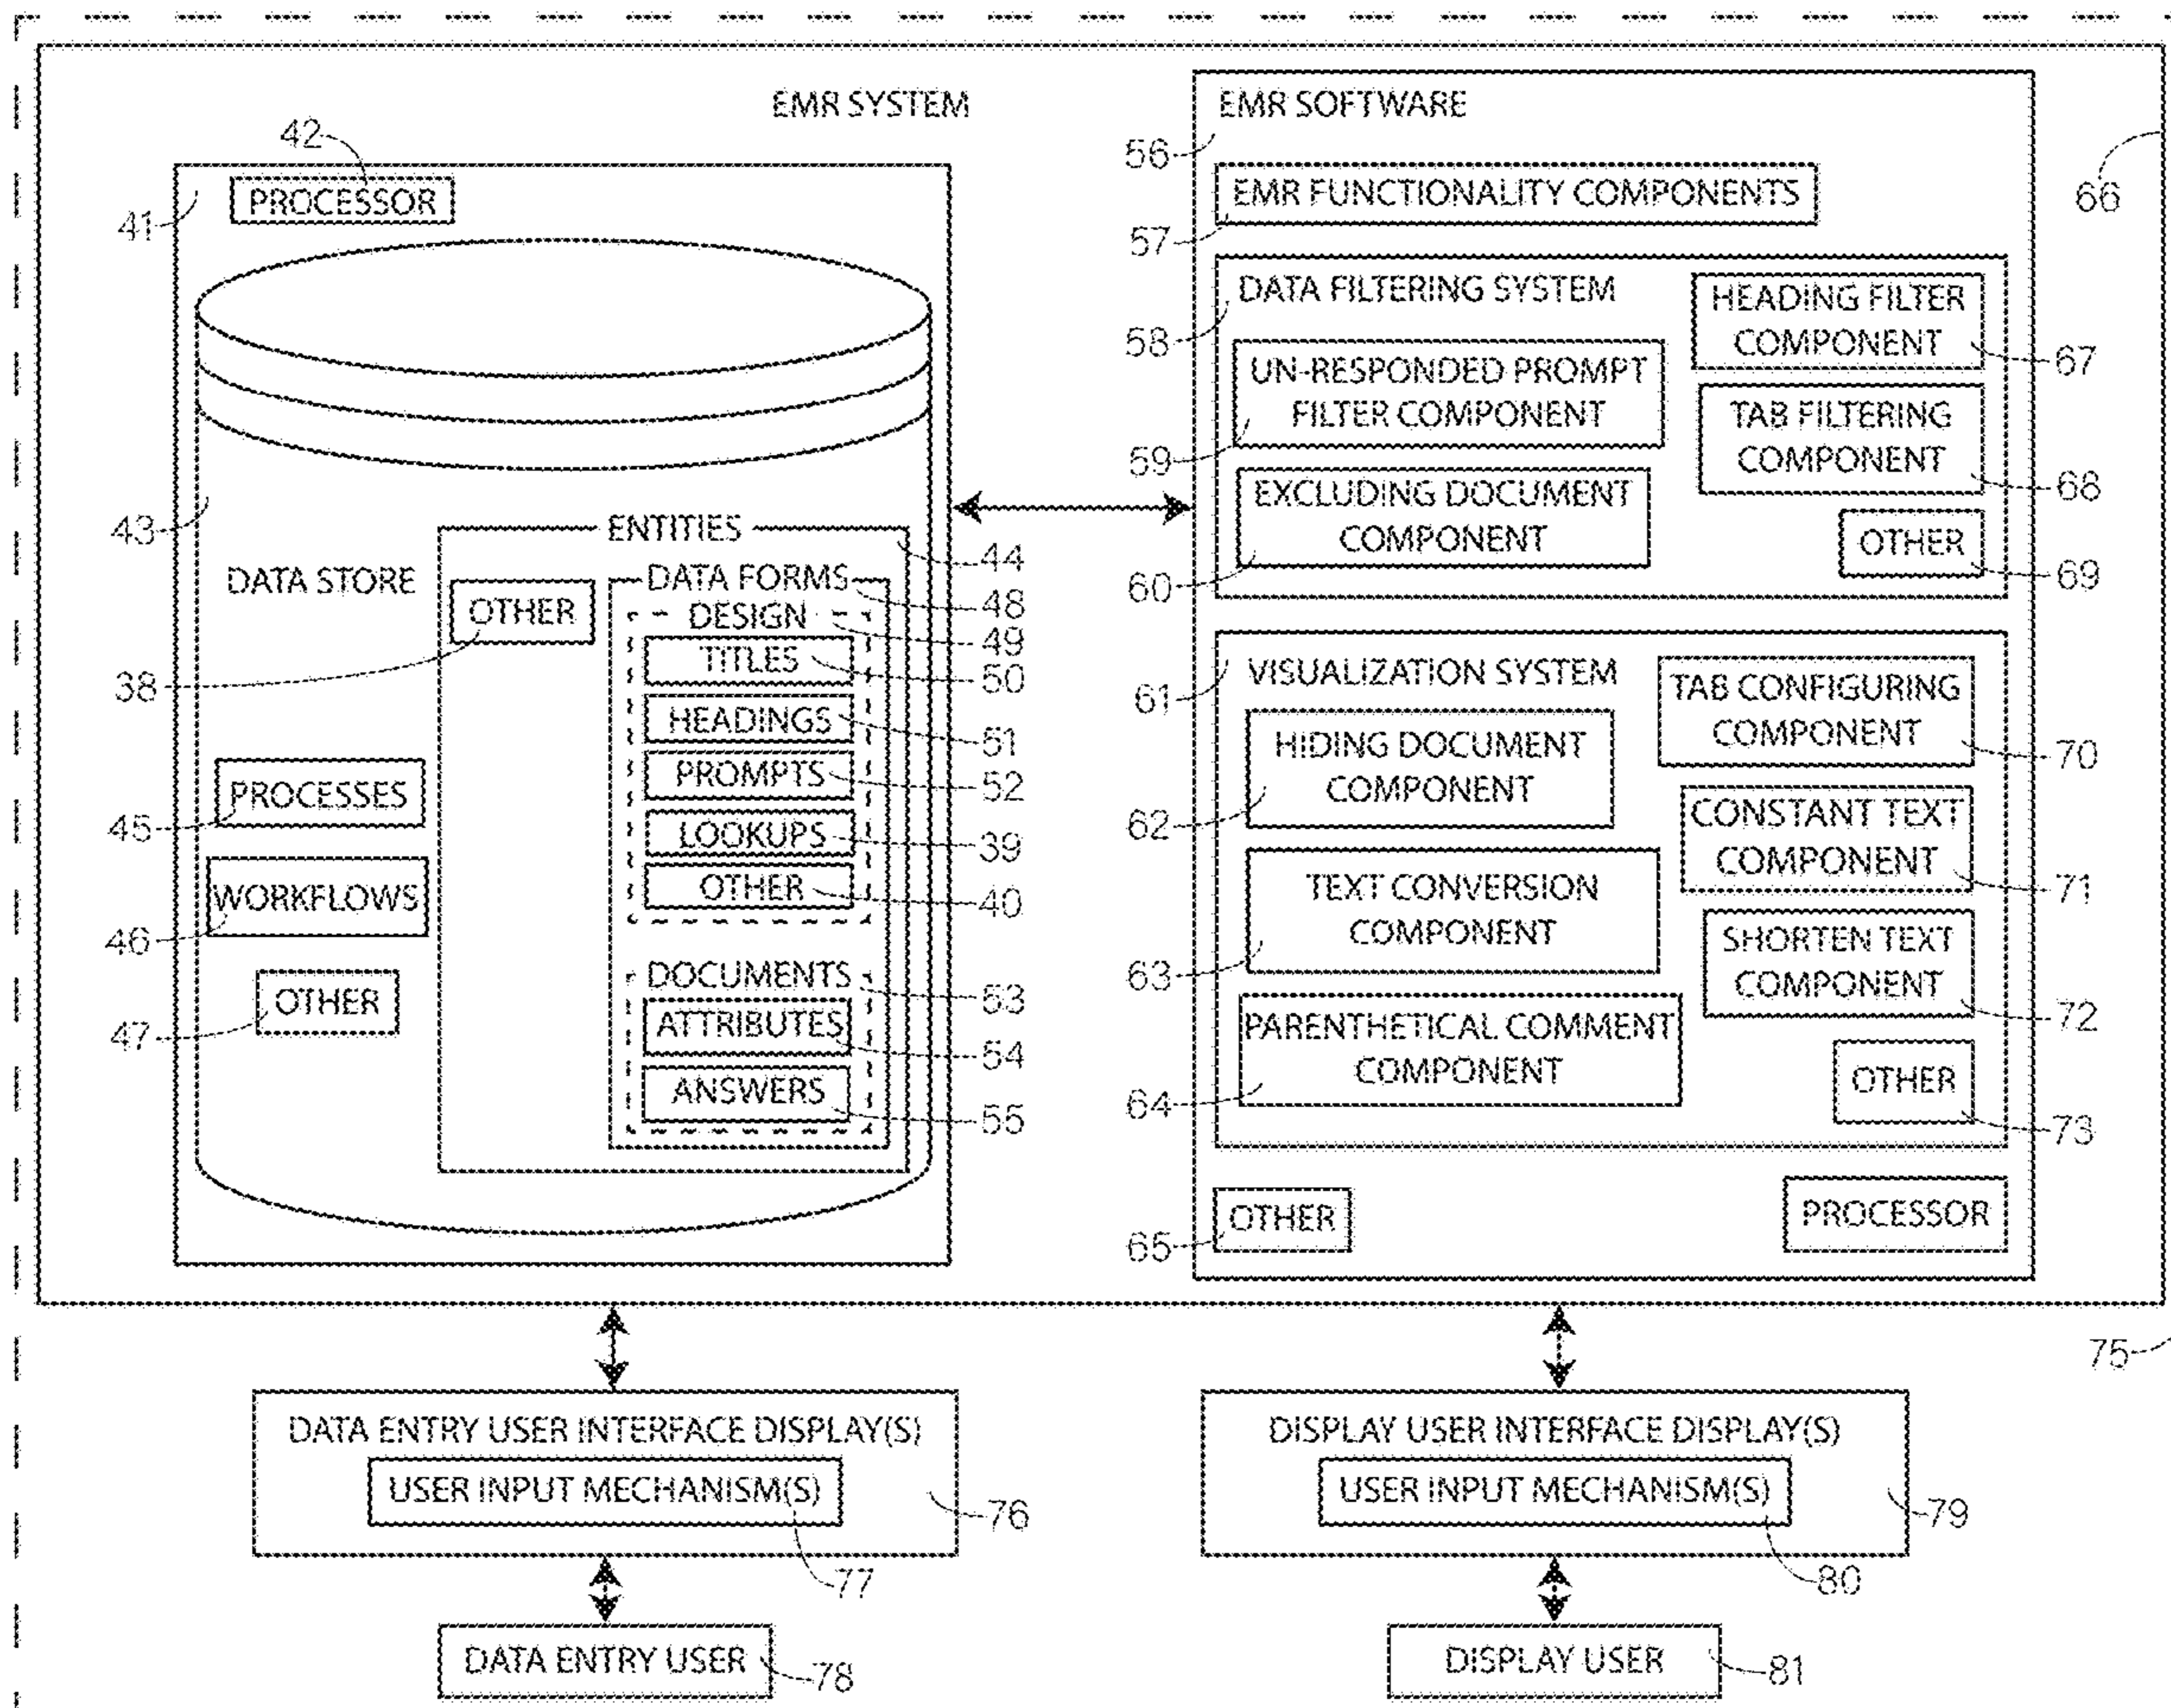 EMR SYSTEM
42
PROCESSOR
41
43
DATA STORE
ENTITIES
44
OTHER
38
DATA FORMS
48
DESIGN
49
TITLES
50
HEADINGS
51
PROMPTS
52
LOOKUPS
39
OTHER
40
PROCESSES
45
WORKFLOWS
46
OTHER
47
DOCUMENTS
53
ATTRIBUTES
54
ANSWERS
55
EMR SOFTWARE
56
EMR FUNCTIONALITY COMPONENTS
57
DATA FILTERING SYSTEM
58
UN-RESPONDED PROMPT
FILTER COMPONENT
59
EXCLUDING DOCUMENT
COMPONENT
60
HEADING FILTER
COMPONENT
67
TAB FILTERING
COMPONENT
68
OTHER
69
VISUALIZATION SYSTEM
61
HIDING DOCUMENT
COMPONENT
62
TEXT CONVERSION
COMPONENT
63
PARENTHETICAL COMMENT
COMPONENT
64
TAB CONFIGURING
COMPONENT
70
CONSTANT TEXT
COMPONENT
71
SHORTEN TEXT
COMPONENT
72
OTHER
73
OTHER
65
PROCESSOR
66
75
DATA ENTRY USER INTERFACE DISPLAY(S)
USER INPUT MECHANISM(S)
76
77
DATA ENTRY USER
78
DISPLAY USER INTERFACE DISPLAY(S)
USER INPUT MECHANISM(S)
79
80
DISPLAY USER
81